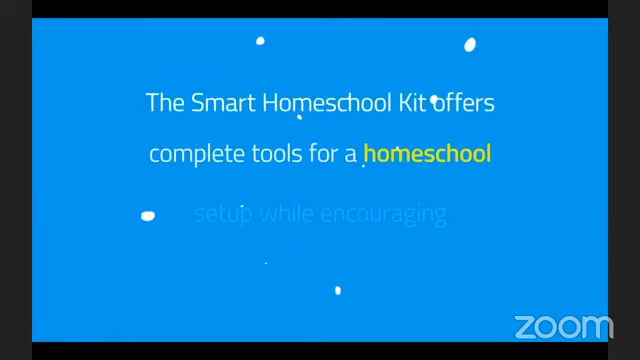 The Smart Homeschool Kit offers
complete tools for a homeschool
setup while encouraging
zoom